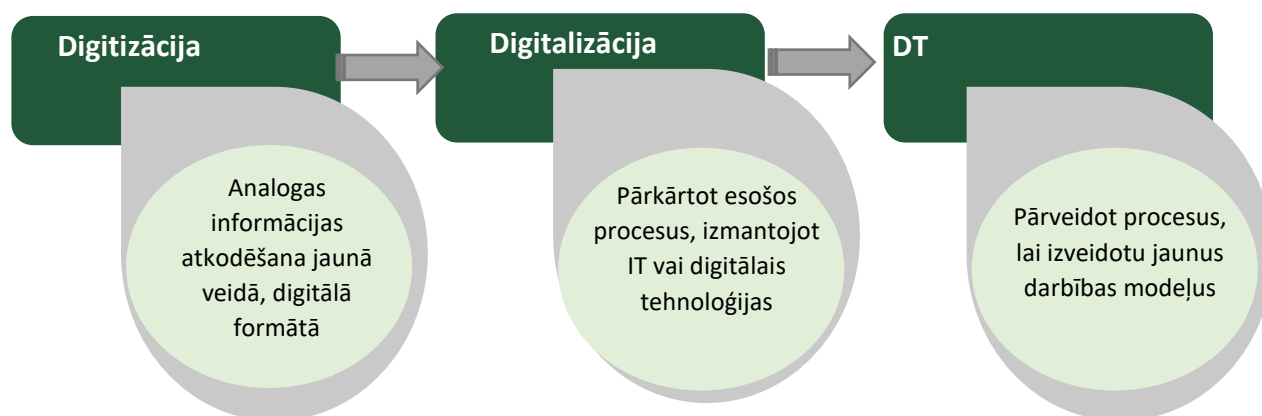 Digitizācija
Analogas
informācijas
atkodēšana jaunā
veidā, digitālā
formātā
Digitalizācija
Pārkārtot esošos
procesus, izmantojot
IT vai digitālais
tehnoloģijas
DT
Pārveidot procesus,
lai izveidotu jaunus
darbības modeļus